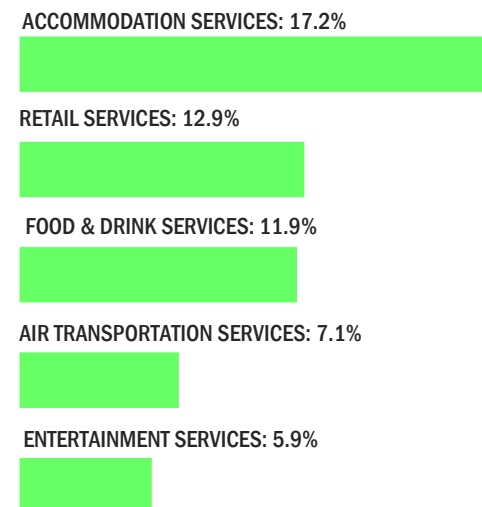 ACCOMMODATION SERVICES: 17.2%
RETAIL SERVICES: 12.9%
FOOD & DRINK SERVICES: 11.9%
AIR TRANSPORTATION SERVICES: 7.1%
ENTERTAINMENT SERVICES: 5.9%